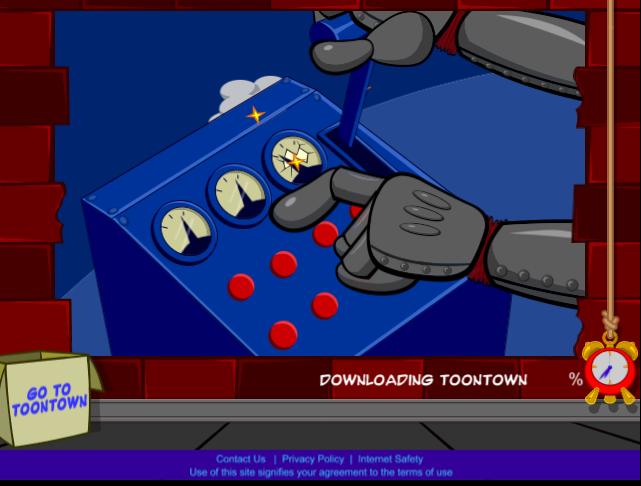 DOWNLOADING TOONTOWN %
GO TO
TOONTOWN
Contact Us | Privacy Policy | Internet Safety
Use of this site signifies your agreement to the terms of use